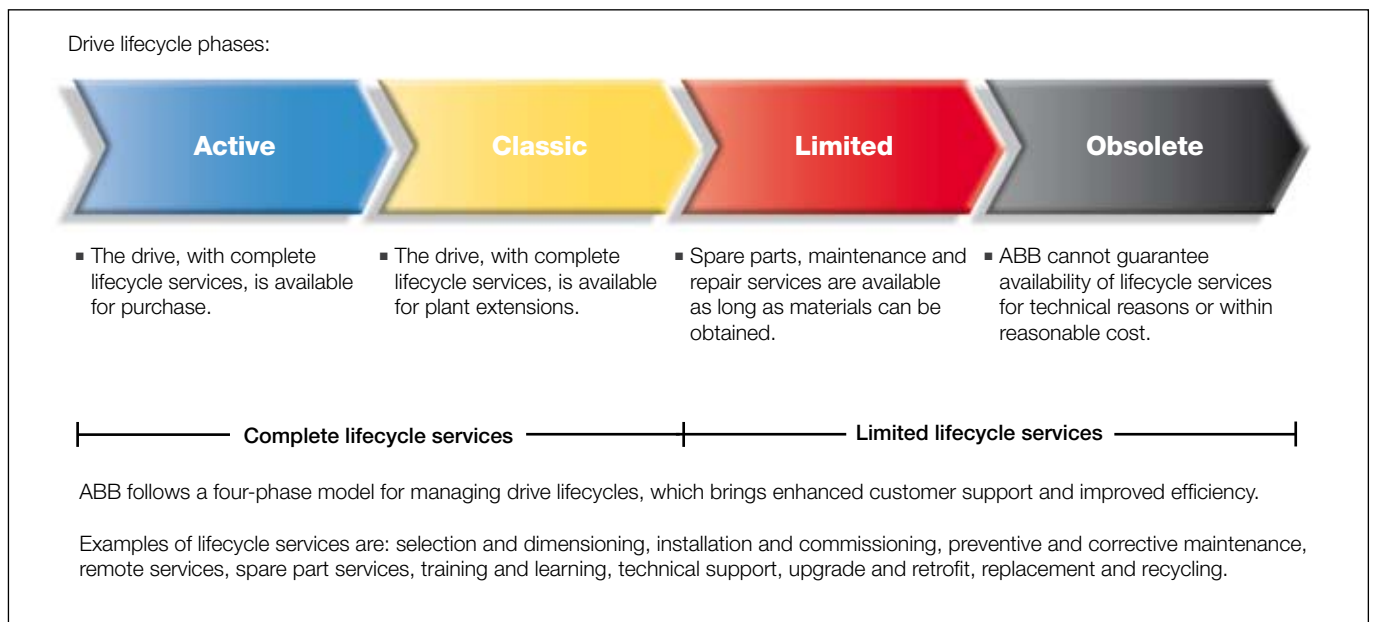 Drive lifecycle phases:
Active
Classic
Limited
Obsolete
■ The drive, with complete
lifecycle services, is available
for purchase.
■ The drive, with complete
lifecycle services, is available
for plant extensions.
■ Spare parts, maintenance and
repair services are available
as long as materials can be
obtained.
■ ABB cannot guarantee
availability of lifecycle services
for technical reasons or within
reasonable cost.
Complete lifecycle services
Limited lifecycle services
ABB follows a four-phase model for managing drive lifecycles, which brings enhanced customer support and improved efficiency.
Examples of lifecycle services are: selection and dimensioning, installation and commissioning, preventive and corrective maintenance,
remote services, spare part services, training and learning, technical support, upgrade and retrofit, replacement and recycling.